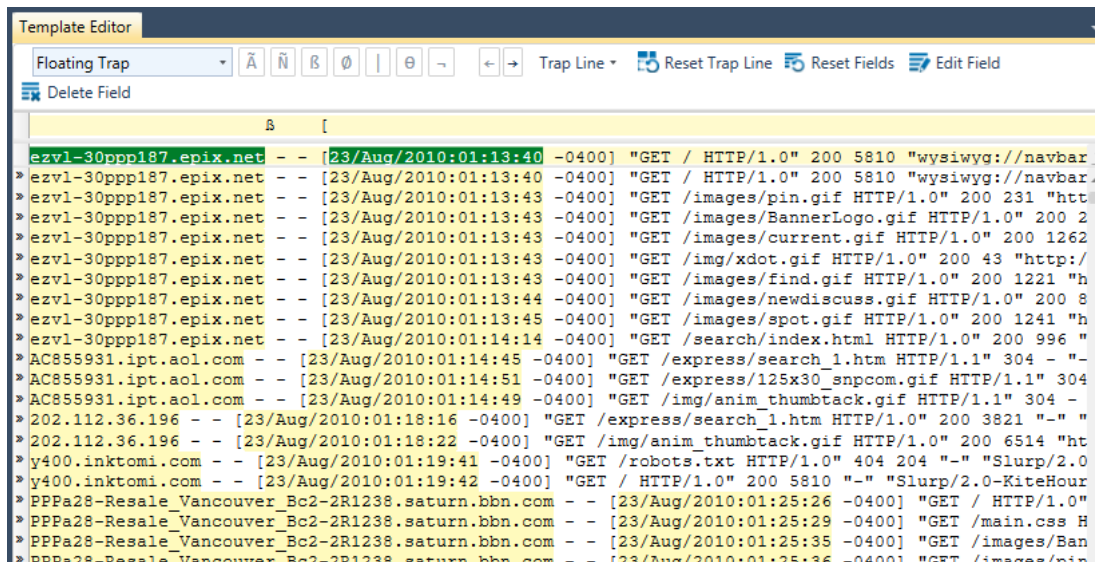 Template Editor
Floating Trap Ã Ñ ß Ø | θ ¬ ← → Trap Line Reset Trap Line Reset Fields Edit Field
Delete Field
ß [
ezvl-30ppp187.epix.net - - [23/Aug/2010:01:13:40 -0400] "GET / HTTP/1.0" 200 5810 "wysiwyg://navbar
» ezvl-30ppp187.epix.net - - [23/Aug/2010:01:13:40 -0400] "GET / HTTP/1.0" 200 5810 "wysiwyg://navbar
» ezvl-30ppp187.epix.net - - [23/Aug/2010:01:13:43 -0400] "GET /images/pin.gif HTTP/1.0" 200 231 "htt
» ezvl-30ppp187.epix.net - - [23/Aug/2010:01:13:43 -0400] "GET /images/BannerLogo.gif HTTP/1.0" 200 2
» ezvl-30ppp187.epix.net - - [23/Aug/2010:01:13:43 -0400] "GET /images/current.gif HTTP/1.0" 200 1262
» ezvl-30ppp187.epix.net - - [23/Aug/2010:01:13:43 -0400] "GET /img/xdot.gif HTTP/1.0" 200 43 "http:/
» ezvl-30ppp187.epix.net - - [23/Aug/2010:01:13:43 -0400] "GET /images/find.gif HTTP/1.0" 200 1221 "h
» ezvl-30ppp187.epix.net - - [23/Aug/2010:01:13:44 -0400] "GET /images/newdiscuss.gif HTTP/1.0" 200 8
» ezvl-30ppp187.epix.net - - [23/Aug/2010:01:13:45 -0400] "GET /images/spot.gif HTTP/1.0" 200 1241 "h
» ezvl-30ppp187.epix.net - - [23/Aug/2010:01:14:14 -0400] "GET /search/index.html HTTP/1.0" 200 996 "
» AC855931.ipt.aol.com - - [23/Aug/2010:01:14:45 -0400] "GET /express/search_1.htm HTTP/1.1" 304 - "-
» AC855931.ipt.aol.com - - [23/Aug/2010:01:14:51 -0400] "GET /express/125x30_snpcom.gif HTTP/1.1" 304
» AC855931.ipt.aol.com - - [23/Aug/2010:01:14:49 -0400] "GET /img/anim_thumbtack.gif HTTP/1.1" 304 -
» 202.112.36.196 - - [23/Aug/2010:01:18:16 -0400] "GET /express/search_1.htm HTTP/1.0" 200 3821 "-" "
» 202.112.36.196 - - [23/Aug/2010:01:18:22 -0400] "GET /img/anim_thumbtack.gif HTTP/1.0" 200 6514 "ht
» y400.inktomi.com - - [23/Aug/2010:01:19:41 -0400] "GET /robots.txt HTTP/1.0" 404 204 "-" "Slurp/2.0
» y400.inktomi.com - - [23/Aug/2010:01:19:42 -0400] "GET / HTTP/1.0" 200 5810 "-" "Slurp/2.0-KiteHour
» PPPa28-Resale_Vancouver_Bc2-2R1238.saturn.bbn.com - - [23/Aug/2010:01:25:26 -0400] "GET / HTTP/1.0"
» PPPa28-Resale_Vancouver_Bc2-2R1238.saturn.bbn.com - - [23/Aug/2010:01:25:29 -0400] "GET /main.css H
» PPPa28-Resale_Vancouver_Bc2-2R1238.saturn.bbn.com - - [23/Aug/2010:01:25:35 -0400] "GET /images/Ban
» PPPa28-Resale_Vancouver_Bc2-2R1238.saturn.bbn.com - - [23/Aug/2010:01:25:36 -0400] "GET /images/pin